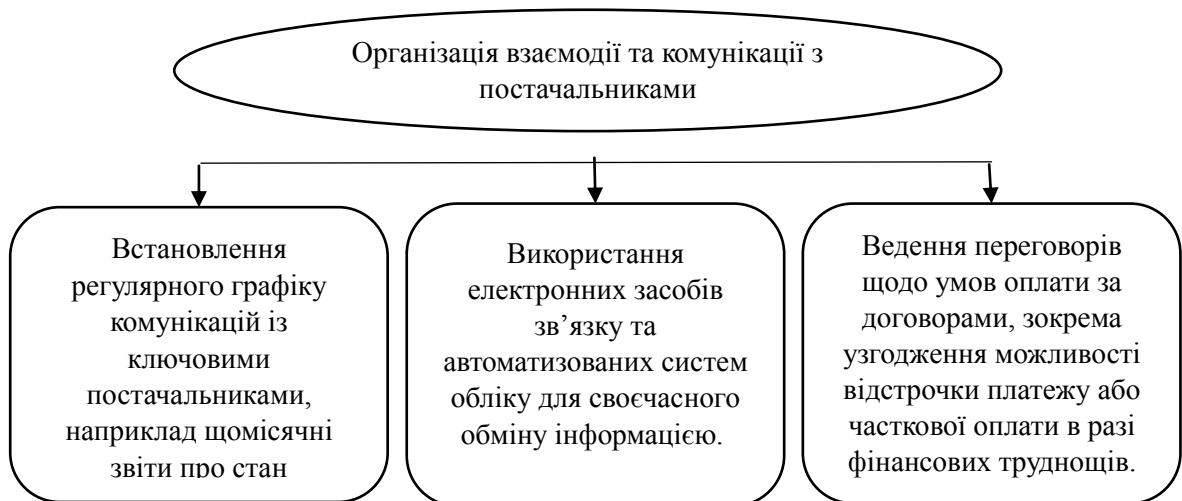 Організація взаємодії та комунікації з
постачальниками
Встановлення
регулярного графіку
комунікацій із
ключовими
постачальниками,
наприклад щомісячні
звіти про стан
Використання
електронних засобів
зв’язку та
автоматизованих систем
обліку для своєчасного
обміну інформацією.
Ведення переговорів
щодо умов оплати за
договорами, зокрема
узгодження можливості
відстрочки платежу або
часткової оплати в разі
фінансових труднощів.